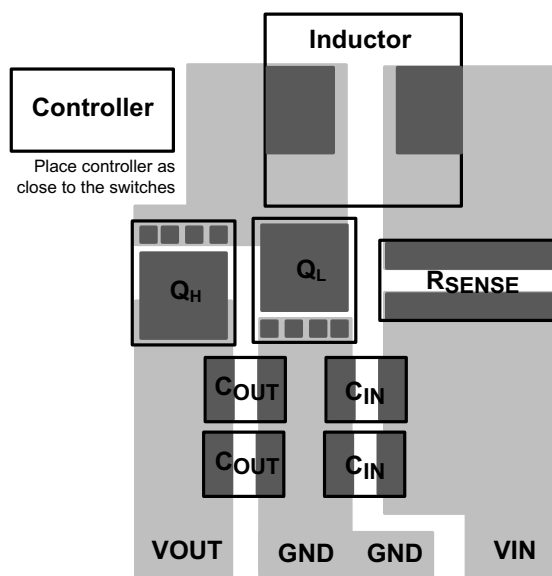 Inductor
Controller
Place controller as
close to the switches
QH
QL
RSENSE
COUT
CIN
COUT
CIN
VOUT
GND
GND
VIN